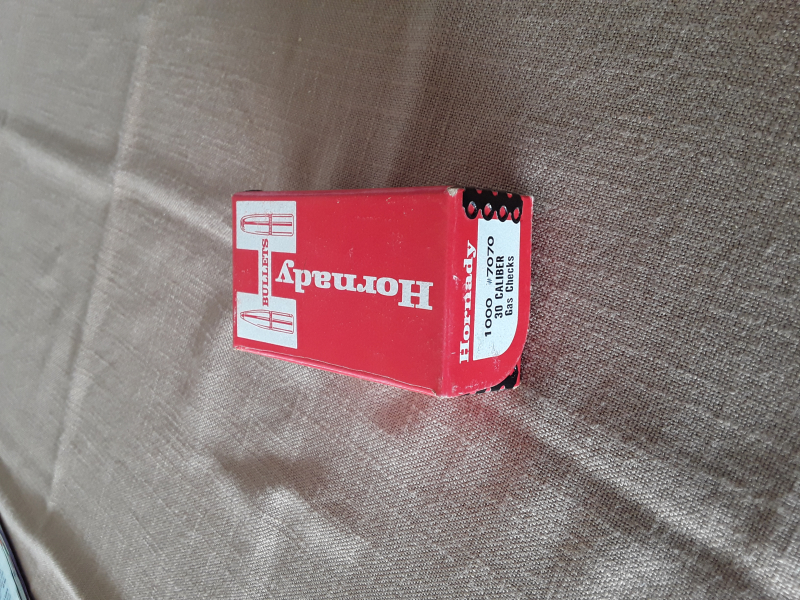 BULLETS
Hornady
Hornady
1000 #7070
30 CALIBER
Gas Checks